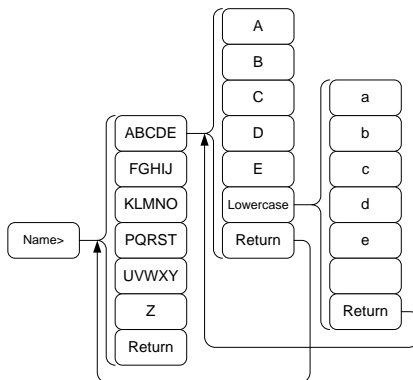 Name>
ABCDE
FGHIJ
KLMNO
PQRST
UVWXY
Z
Return
A
B
C
D
E
Lowercase
Return
a
b
c
d
e
Return